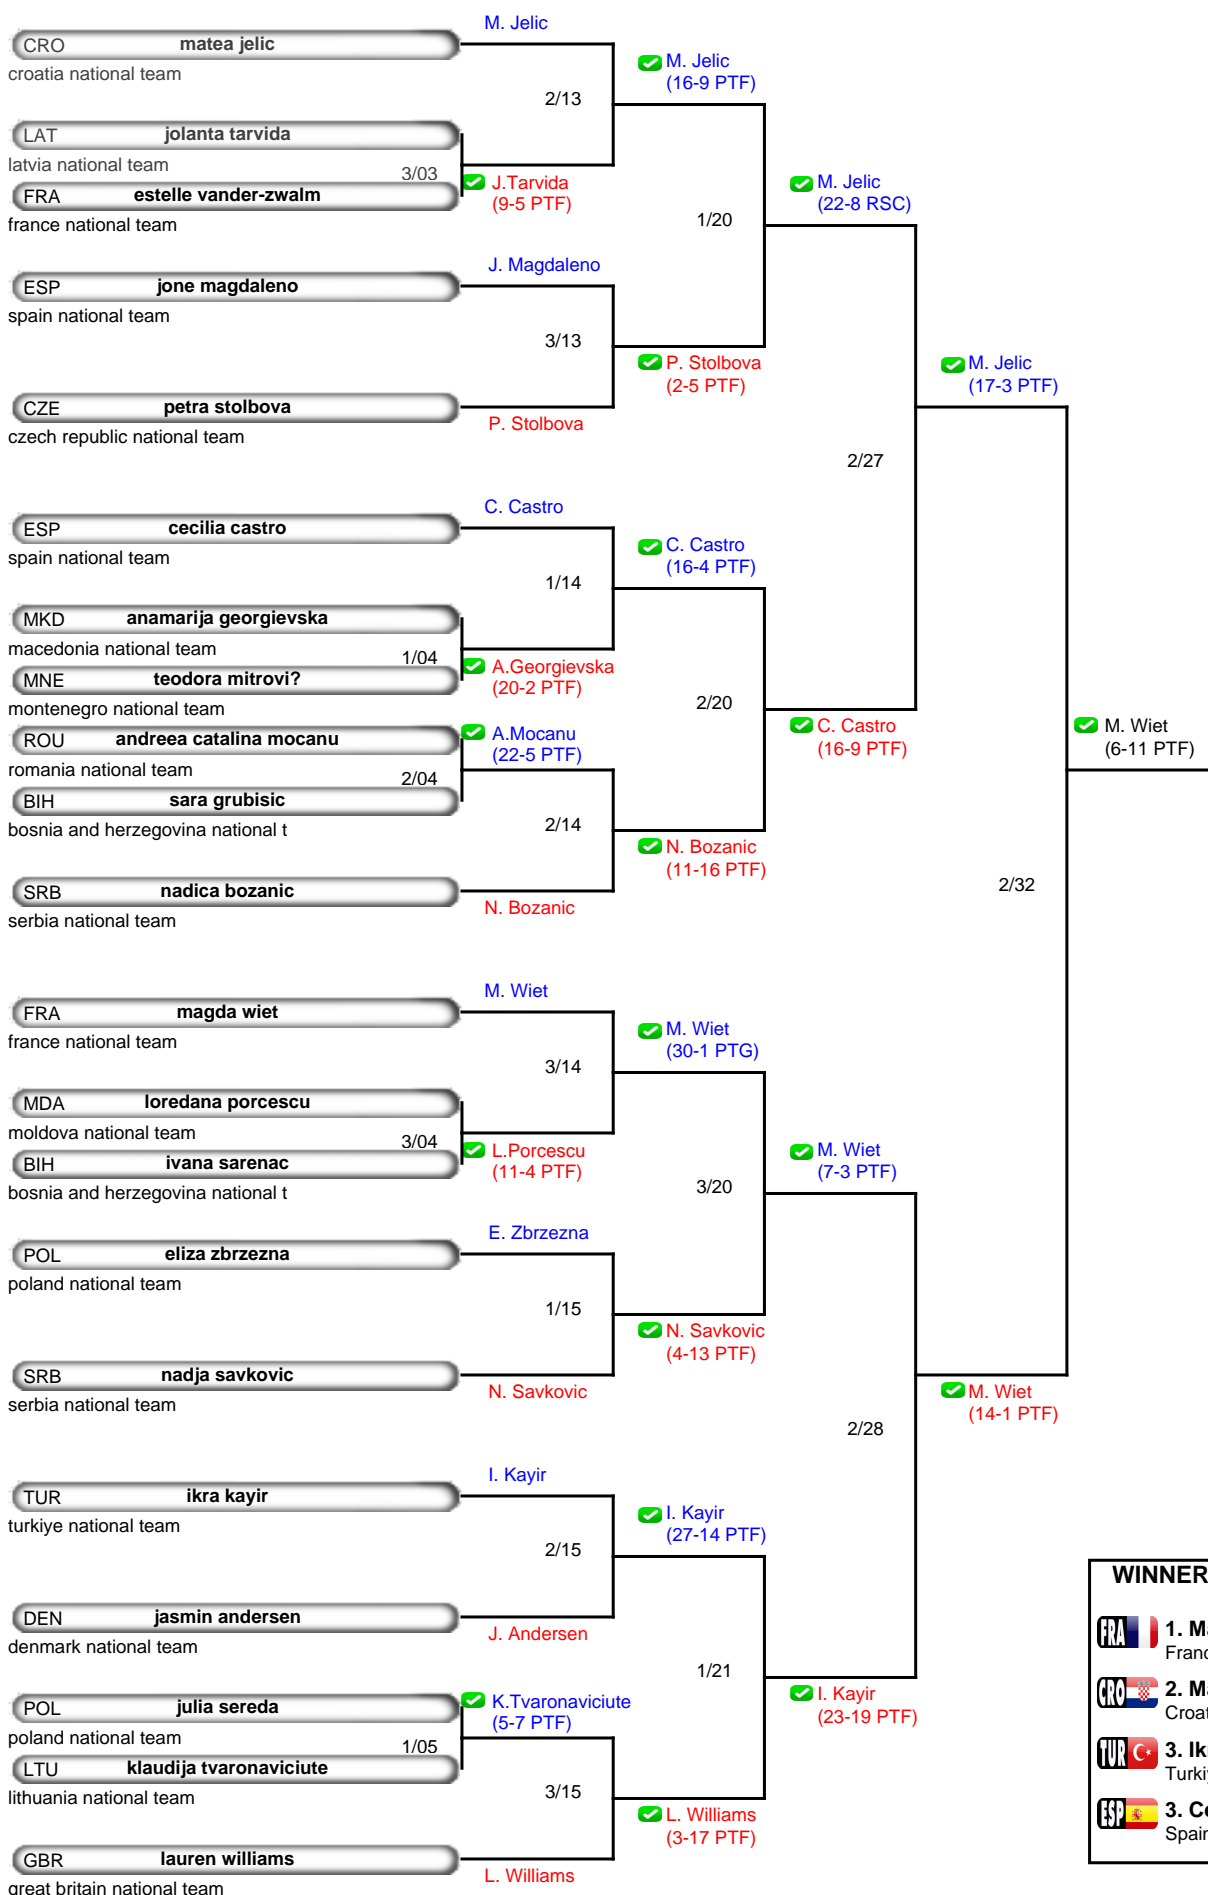 M. Jelic
CRO matea jelic
croatia national team
M. Jelic
(16-9 PTF)
2/13
LAT jolanta tarvida
latvia national team
3/03
J.Tarvida
(9-5 PTF)
FRA estelle vander-zwalm
france national team
M. Jelic
(22-8 RSC)
1/20
J. Magdaleno
ESP jone magdaleno
spain national team
3/13
P. Stolbova
(2-5 PTF)
CZE petra stolbova
czech republic national team
P. Stolbova
M. Jelic
(17-3 PTF)
2/27
C. Castro
ESP cecilia castro
spain national team
C. Castro
(16-4 PTF)
1/14
MKD anamarija georgievska
macedonia national team
1/04
A.Georgievska
(20-2 PTF)
MNE teodora mitrovi?
montenegro national team
2/20
ROU andreea catalina mocanu
romania national team
A.Mocanu
(22-5 PTF)
C. Castro
(16-9 PTF)
M. Wiet
(6-11 PTF)
2/04
BIH sara grubisic
bosnia and herzegovina national t
2/14
N. Bozanic
(11-16 PTF)
SRB nadica bozanic
serbia national team
N. Bozanic
2/32
M. Wiet
FRA magda wiet
france national team
M. Wiet
(30-1 PTG)
3/14
MDA loredana porcescu
moldova national team
3/04
L.Porcescu
(11-4 PTF)
BIH ivana sarenac
bosnia and herzegovina national t
M. Wiet
(7-3 PTF)
3/20
E. Zbrzezna
POL eliza zbrzezna
poland national team
1/15
N. Savkovic
(4-13 PTF)
SRB nadja savkovic
serbia national team
N. Savkovic
M. Wiet
(14-1 PTF)
2/28
I. Kayir
TUR ikra kayir
turkiye national team
I. Kayir
(27-14 PTF)
2/15
DEN jasmin andersen
denmark national team
J. Andersen
1/21
POL julia sereda
poland national team
K.Tvaronaviciute
(5-7 PTF)
I. Kayir
(23-19 PTF)
1/05
LTU klaudija tvaronaviciute
lithuania national team
3/15
L. Williams
(3-17 PTF)
GBR lauren williams
great britain national team
L. Williams
WINNER
FRA 1. Ma
Franc
CRO 2. Ma
Croat
TUR 3. Ik
Turki
ESP 3. Ce
Spain